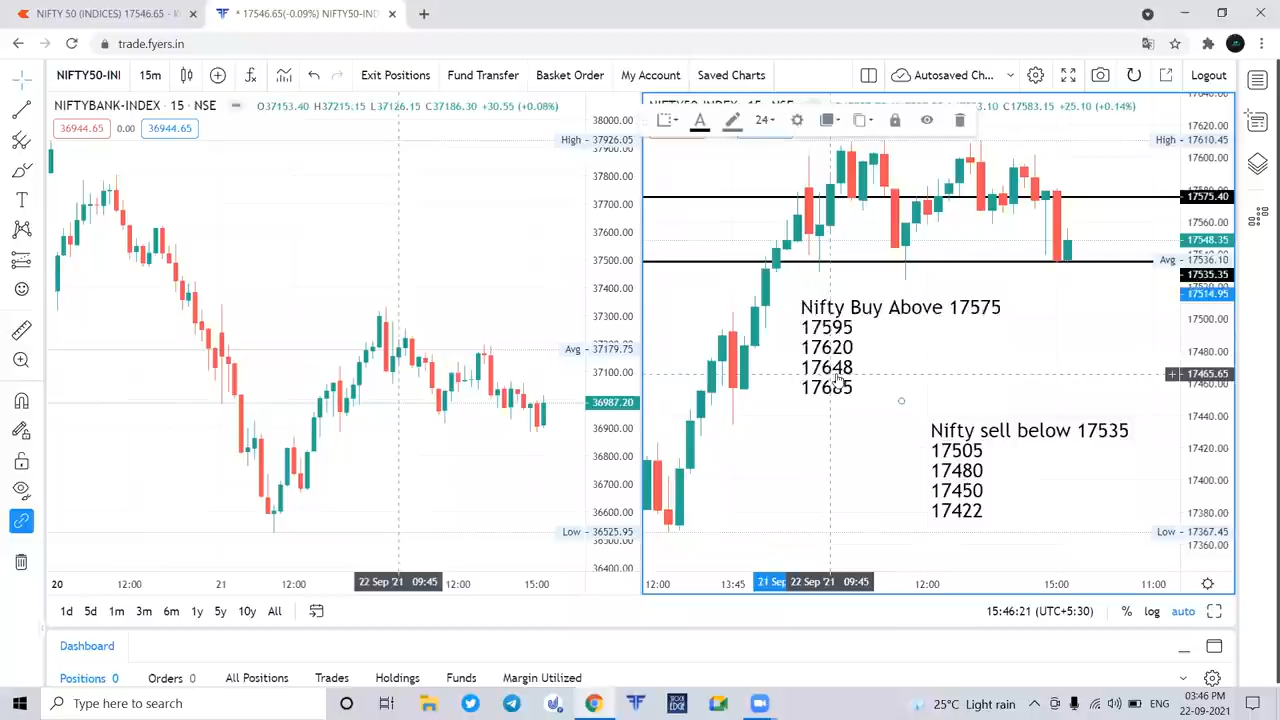 NIFTY 50 (INDICES) 17546.65 - K
* 17546.65(-0.09%) NIFTY50-IND
trade.fyers.in
NIFTY50-INI 15m Exit Positions Fund Transfer Basket Order My Account Saved Charts Autosaved Ch... Logout
NIFTYBANK-INDEX · 15 · NSE O37153.40 H37215.15 L37126.15 C37186.30 +30.55 (+0.08%)
36944.65 0.00 36944.65
38000.00
High 37926.05
37800.00
37700.00
37600.00
37500.00
37400.00
37300.00
Avg 37179.75
37100.00
36987.20
36900.00
36800.00
36700.00
36600.00
Low 36525.95
36400.00
20 12:00 21 12:00 22 Sep '21 09:45 12:00 15:00
C17583.15 +25.10 (+0.14%)
24
17620.00
High 17610.45
17600.00
17575.40
17560.00
17548.35
Avg 17536.10
17535.35
17514.95
17500.00
17480.00
17465.65
17460.00
17440.00
17420.00
17400.00
17380.00
Low 17367.45
17360.00
Nifty Buy Above 17575
17595
17620
17648
Nifty sell below 17535
17505
17480
17450
17422
12:00 13:45 21 Sep 22 Sep '21 09:45 12:00 15:00 11:00
1d 5d 1m 3m 6m 1y 5y 10y All 15:46:21 (UTC+5:30) % log auto
Dashboard
Positions 0 Orders 0 All Positions Trades Holdings Funds Margin Utilized
Type here to search
STOCK EDGE
25°C Light rain ENG
03:46 PM
22-09-2021